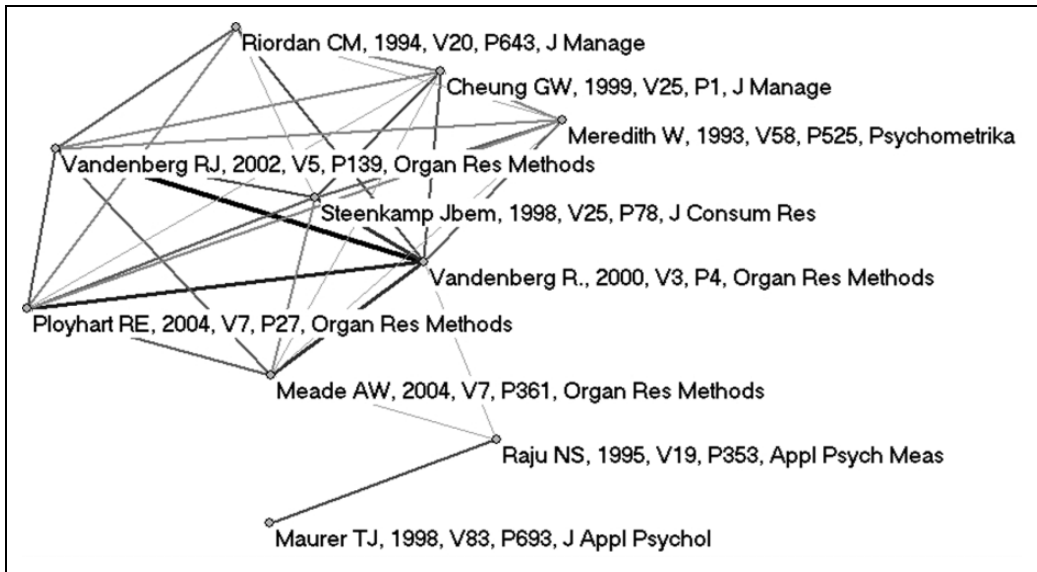 Riordan CM, 1994, V20, P643, J Manage
Cheung GW, 1999, V25, P1, J Manage
Meredith W, 1993, V58, P525, Psychometrika
Vandenberg RJ, 2002, V5, P139, Organ Res Methods
Steenkamp Jbem, 1998, V25, P78, J Consum Res
Vandenberg R., 2000, V3, P4, Organ Res Methods
Ployhart RE, 2004, V7, P27, Organ Res Methods
Meade AW, 2004, V7, P361, Organ Res Methods
Raju NS, 1995, V19, P353, Appl Psych Meas
Maurer TJ, 1998, V83, P693, J Appl Psychol